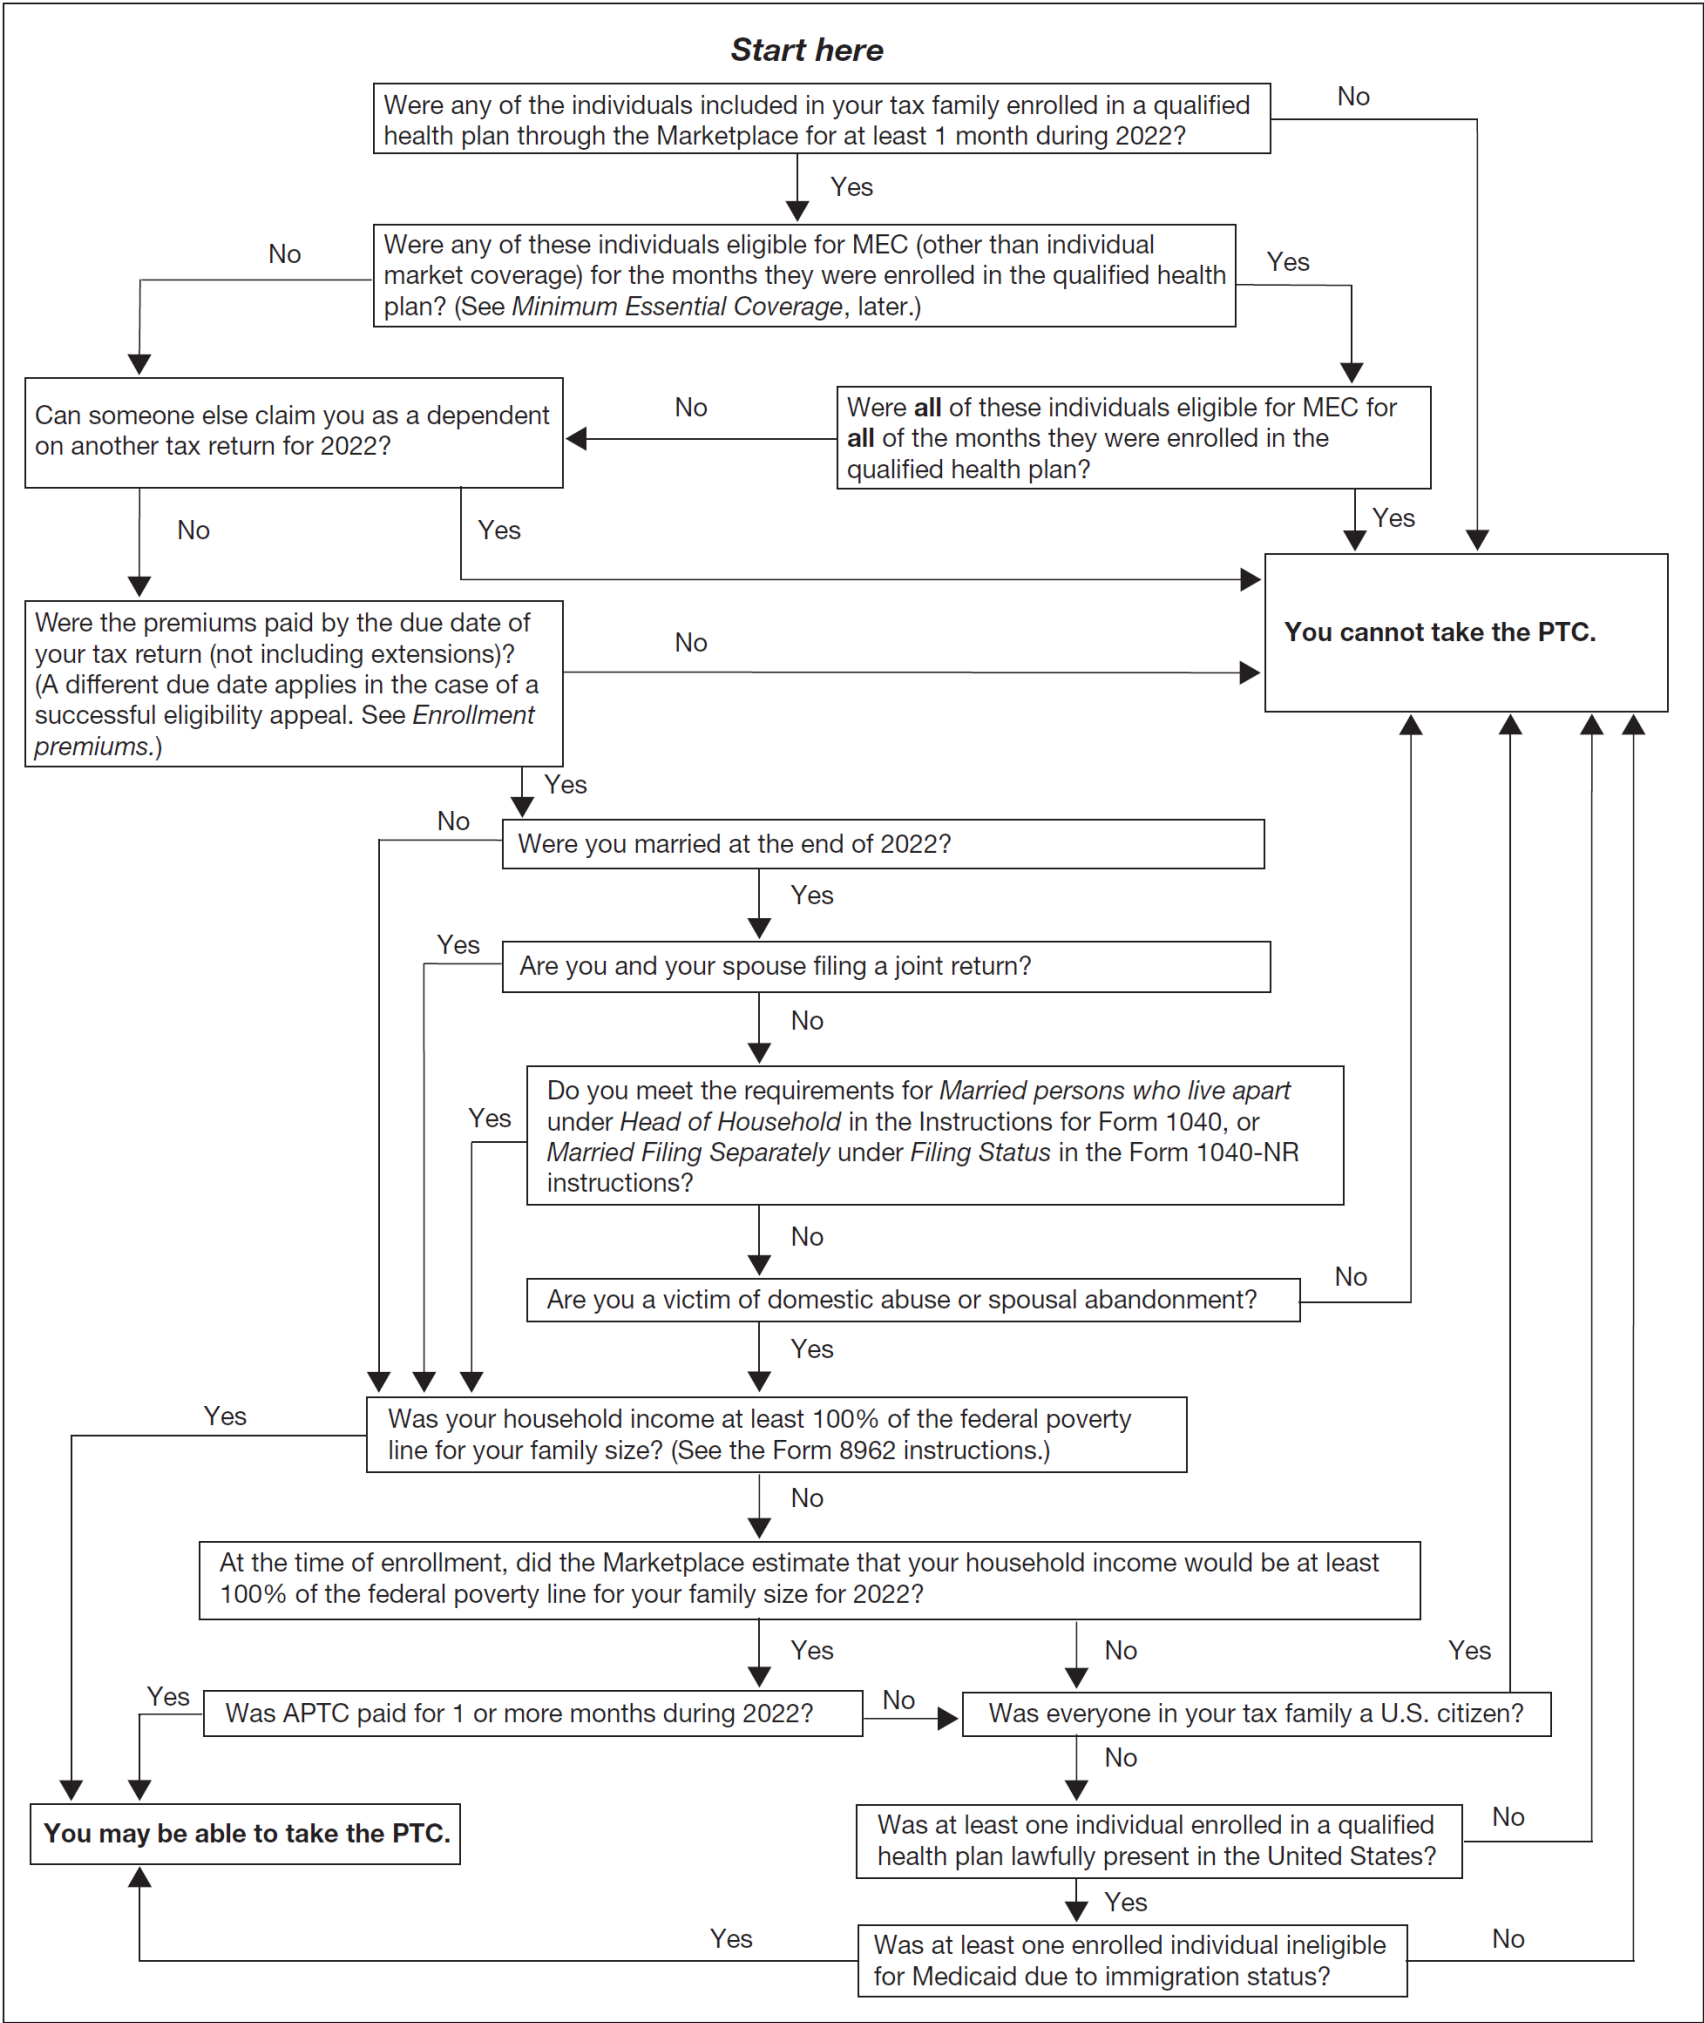 Start here
Were any of the individuals included in your tax family enrolled in a qualified
health plan through the Marketplace for at least 1 month during 2022?
No
Yes
Were any of these individuals eligible for MEC (other than individual
market coverage) for the months they were enrolled in the qualified health
plan? (See Minimum Essential Coverage, later.)
No
Yes
Can someone else claim you as a dependent
on another tax return for 2022?
No
Were all of these individuals eligible for MEC for
all of the months they were enrolled in the
qualified health plan?
No
Yes
Yes
You cannot take the PTC.
Were the premiums paid by the due date of
your tax return (not including extensions)?
(A different due date applies in the case of a
successful eligibility appeal. See Enrollment
premiums.)
No
Yes
No
Were you married at the end of 2022?
Yes
Yes
Are you and your spouse filing a joint return?
No
Yes
Do you meet the requirements for Married persons who live apart
under Head of Household in the Instructions for Form 1040, or
Married Filing Separately under Filing Status in the Form 1040-NR
instructions?
No
Are you a victim of domestic abuse or spousal abandonment?
No
Yes
Yes
Was your household income at least 100% of the federal poverty
line for your family size? (See the Form 8962 instructions.)
No
At the time of enrollment, did the Marketplace estimate that your household income would be at least
100% of the federal poverty line for your family size for 2022?
Yes
No
Yes
Yes
Was APTC paid for 1 or more months during 2022?
No
Was everyone in your tax family a U.S. citizen?
No
You may be able to take the PTC.
Was at least one individual enrolled in a qualified
health plan lawfully present in the United States?
No
Yes
Yes
Was at least one enrolled individual ineligible
for Medicaid due to immigration status?
No